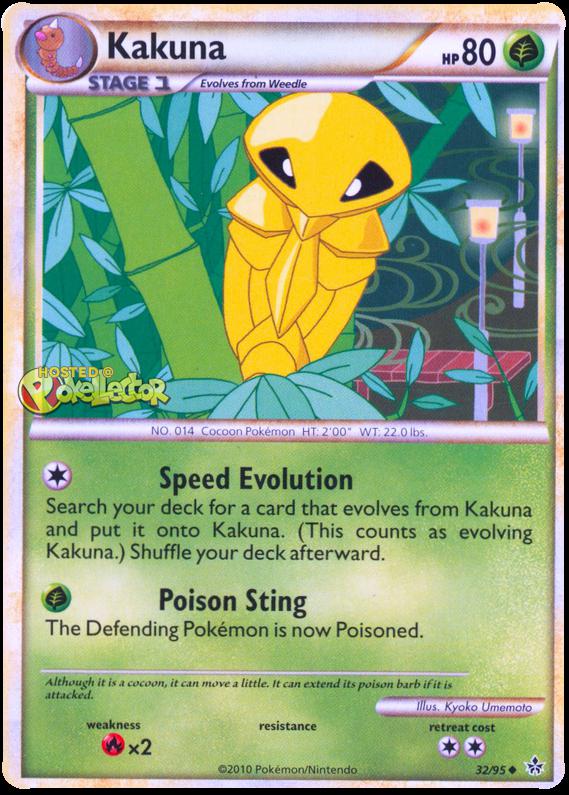 Kakuna
HP 80
STAGE 1
Evolves from Weedle
HOSTED @
Pokellector
NO. 014 Cocoon Pokémon HT: 2'00" WT: 22.0 lbs.
Speed Evolution
Search your deck for a card that evolves from Kakuna
and put it onto Kakuna. (This counts as evolving
Kakuna.) Shuffle your deck afterward.
Poison Sting
The Defending Pokémon is now Poisoned.
Although it is a cocoon, it can move a little. It can extend its poison barb if it is
attacked.
Illus. Kyoko Umemoto
weakness
resistance
retreat cost
×2
©2010 Pokémon/Nintendo
32/95